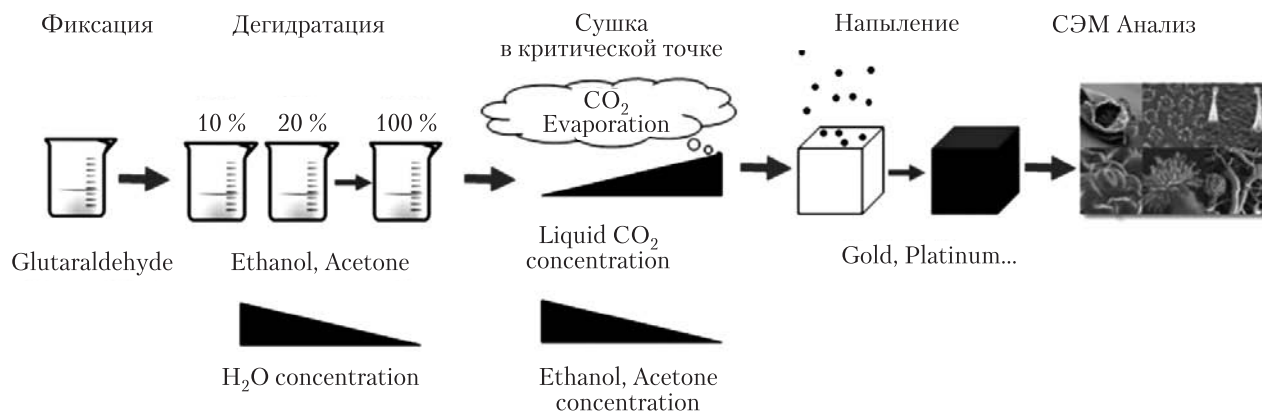 Фиксация
Дегидратация
Сушка
в критической точке
Напыление
СЭМ Анализ
10 %
20 %
100 %
CO₂
Evaporation
Glutaraldehyde
Ethanol, Acetone
Liquid CO₂
concentration
Gold, Platinum...
H₂O concentration
Ethanol, Acetone
concentration